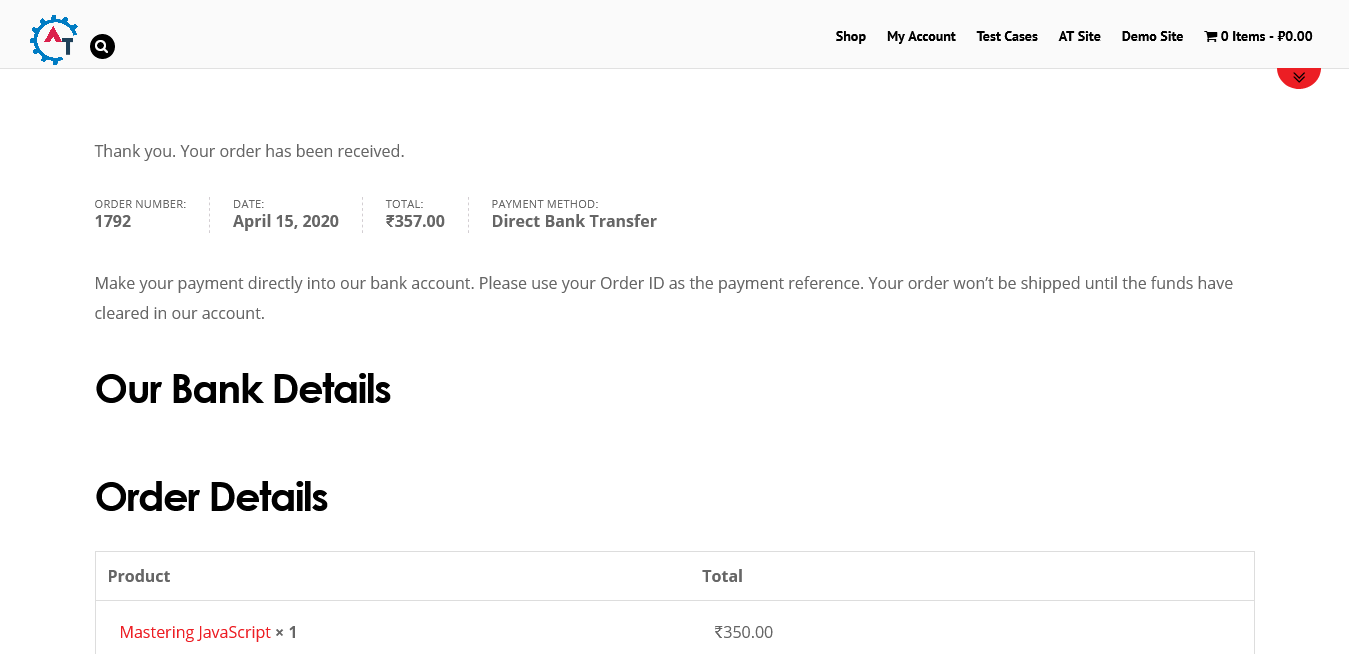 AT
Shop My Account Test Cases AT Site Demo Site 0 Items - ₽0.00
Thank you. Your order has been received.
ORDER NUMBER: DATE: TOTAL: PAYMENT METHOD:
1792 April 15, 2020 ₹357.00 Direct Bank Transfer
Make your payment directly into our bank account. Please use your Order ID as the payment reference. Your order won’t be shipped until the funds have
cleared in our account.
Our Bank Details
Order Details
Product Total
Mastering JavaScript × 1 ₹350.00